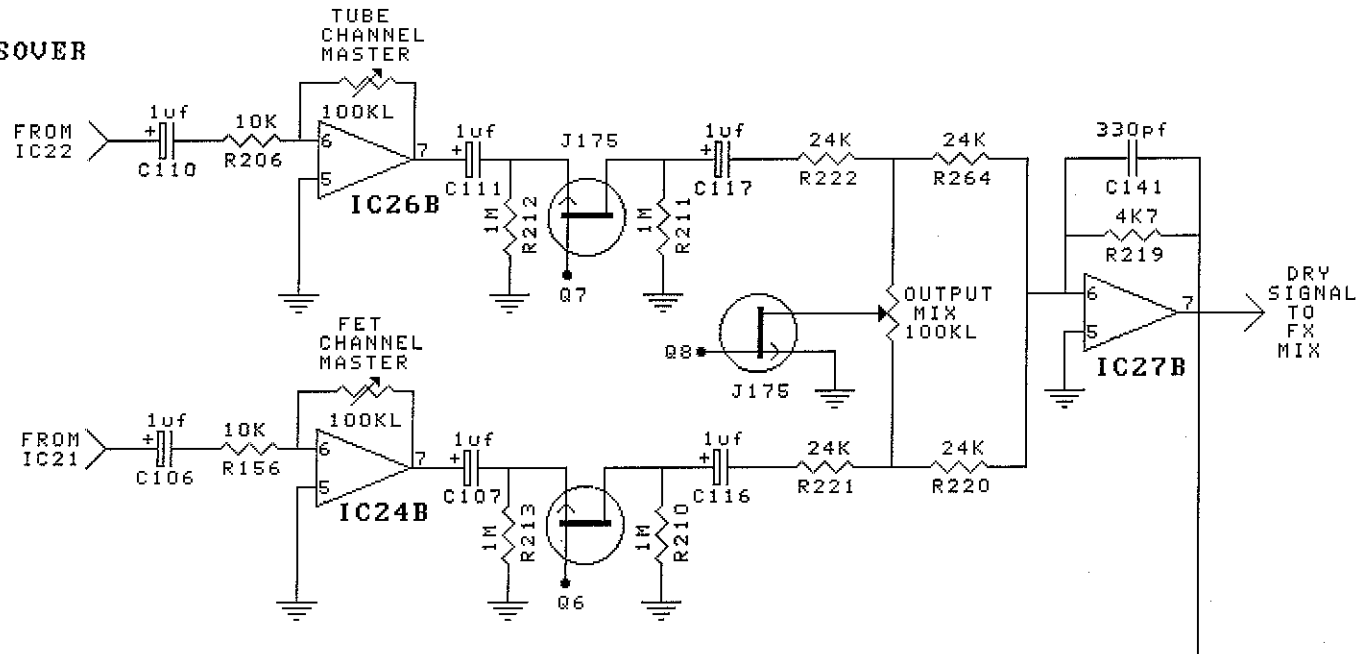 SOVER
TUBE
CHANNEL
MASTER
100KL
FROM
IC22
1uf
+
C110
10K
R206
6
5
7
IC26B
1uf
+
C111
1M
R212
J175
Q7
1M
R211
1uf
+
C117
24K
R222
24K
R264
330pf
C141
4K7
R219
OUTPUT
MIX
100KL
Q8
J175
6
5
7
IC27B
DRY
SIGNAL
TO
FX
MIX
FET
CHANNEL
MASTER
100KL
FROM
IC21
1uf
+
C106
10K
R156
6
5
7
IC24B
1uf
+
C107
1M
R213
Q6
1M
R210
1uf
+
C116
24K
R221
24K
R220